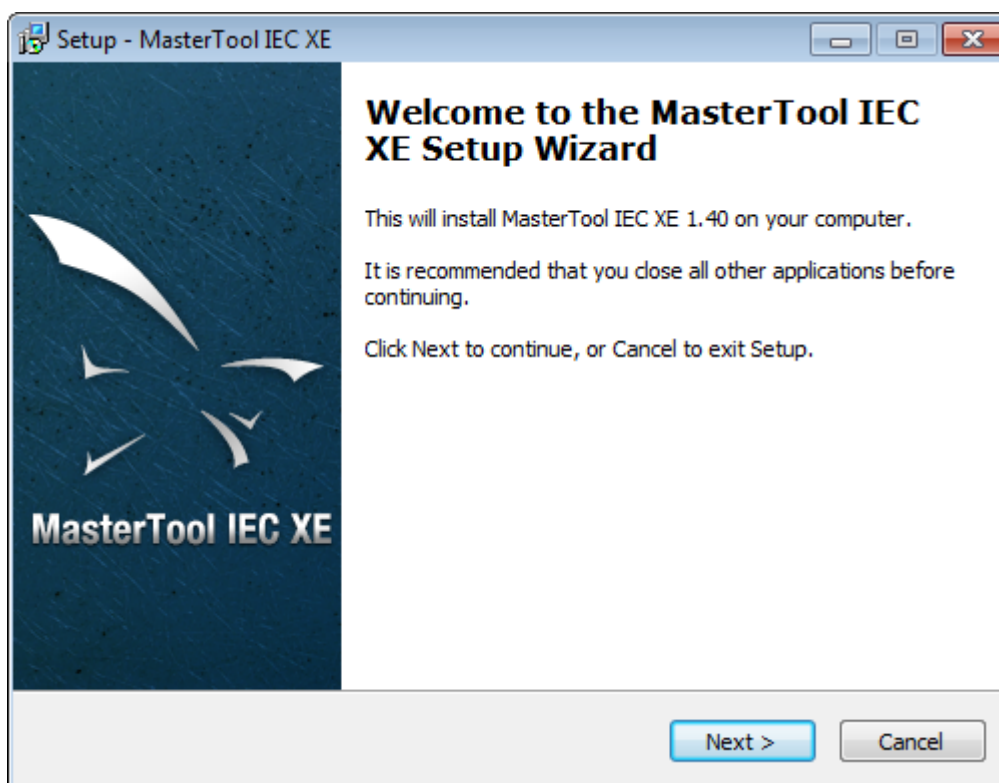 Setup - MasterTool IEC XE
Welcome to the MasterTool IEC
XE Setup Wizard
This will install MasterTool IEC XE 1.40 on your computer.
It is recommended that you close all other applications before
continuing.
Click Next to continue, or Cancel to exit Setup.
MasterTool IEC XE
Next >
Cancel